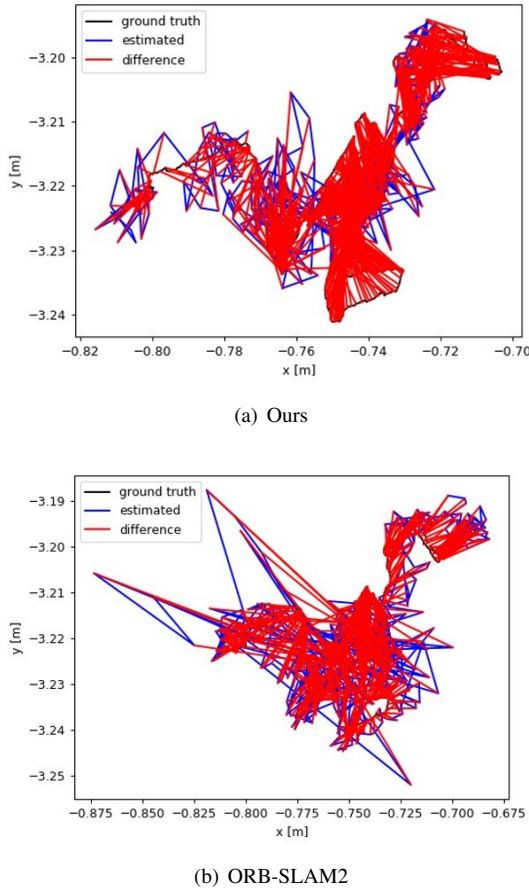 ground truth
estimated
difference
−3.20
−3.21
−3.22
−3.23
−3.24
y [m]
−0.82 −0.80 −0.78 −0.76 −0.74 −0.72 −0.70
x [m]
(a) Ours
ground truth
estimated
difference
−3.19
−3.20
−3.21
−3.22
−3.23
−3.24
−3.25
y [m]
−0.875 −0.850 −0.825 −0.800 −0.775 −0.750 −0.725 −0.700 −0.675
x [m]
(b) ORB-SLAM2